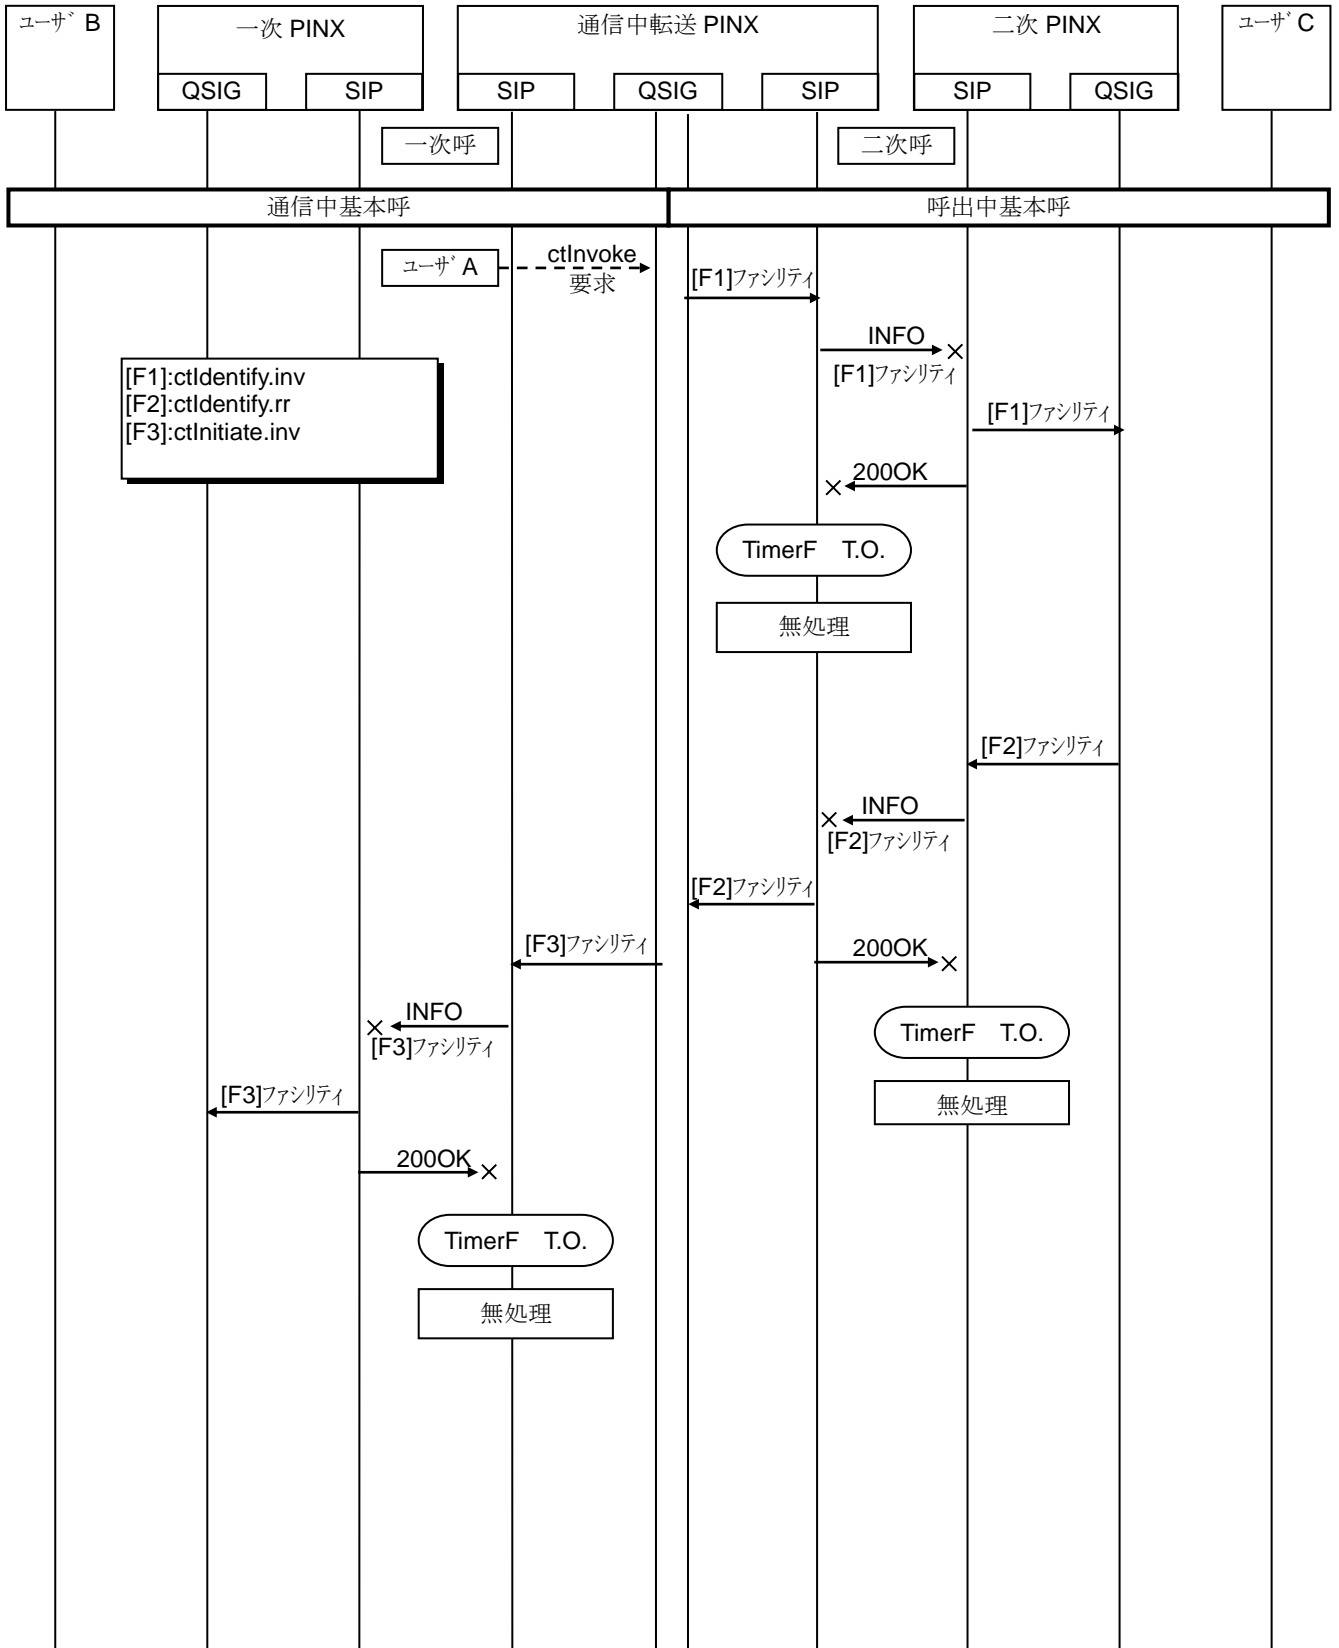 ユーザ B
一次 PINX
通信中転送 PINX
二次 PINX
ユーザ C
QSIG
SIP
SIP
QSIG
SIP
SIP
QSIG
一次呼
二次呼
通信中基本呼
呼出中基本呼
ユーザ A
ctInvoke
要求
[F1]ファシリティ
INFO
[F1]ファシリティ
[F1]:ctIdentify.inv
[F2]:ctIdentify.rr
[F3]:ctInitiate.inv
[F1]ファシリティ
200OK
TimerF T.O.
無処理
[F2]ファシリティ
INFO
[F2]ファシリティ
[F2]ファシリティ
[F3]ファシリティ
200OK
INFO
[F3]ファシリティ
TimerF T.O.
[F3]ファシリティ
無処理
200OK
TimerF T.O.
無処理